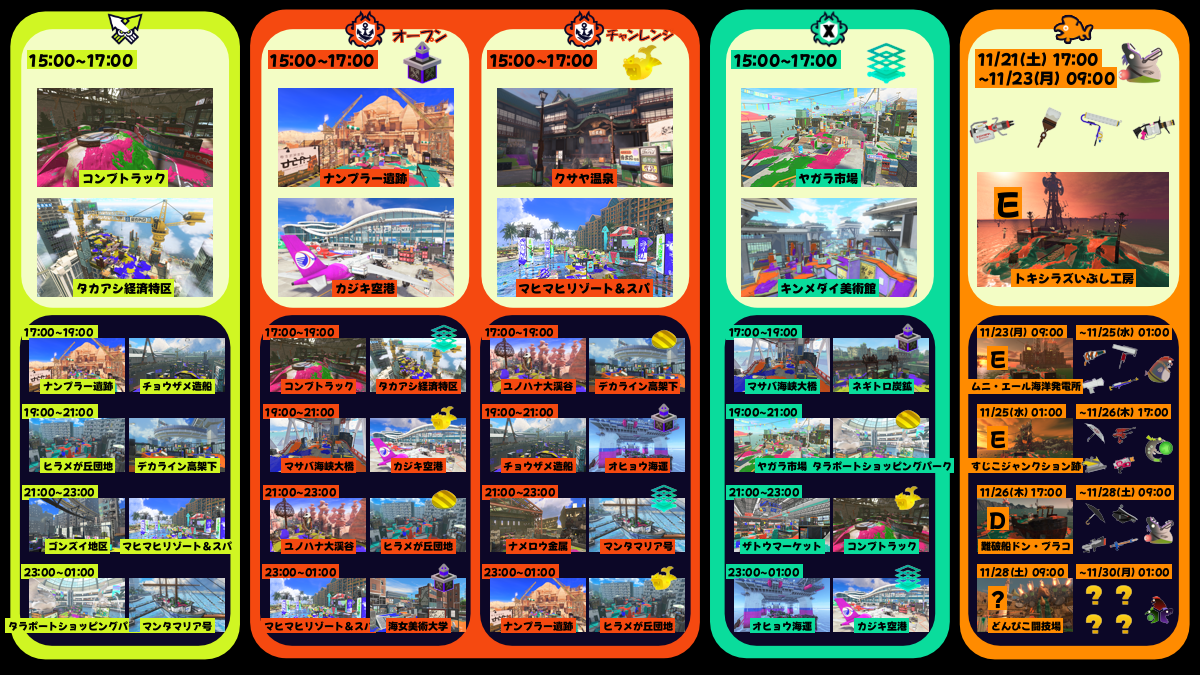 15:00~17:00
コンブトラック
タカアシ経済特区
17:00~19:00
ナンプラー遺跡 チョウザメ造船
19:00~21:00
ヒラメが丘団地 デカライン高架下
21:00~23:00
ゴンズイ地区 マヒマヒリゾート&スパ
23:00~01:00
タラポートショッピングパ マンタマリア号
オープン
15:00~17:00
ナンプラー遺跡
カジキ空港
17:00~19:00
コンブトラック タカアシ経済特区
19:00~21:00
マサバ海峡大橋 カジキ空港
21:00~23:00
ユノハナ大渓谷 ヒラメが丘団地
23:00~01:00
マヒマヒリゾート&スパ 海女美術大学
チャレンジ
15:00~17:00
クサヤ温泉
マヒマヒリゾート&スパ
17:00~19:00
ユノハナ大渓谷 デカライン高架下
19:00~21:00
チョウザメ造船 オヒョウ海運
21:00~23:00
ナメロウ金属 マンタマリア号
23:00~01:00
ナンプラー遺跡 ヒラメが丘団地
X
15:00~17:00
ヤガラ市場
キンメダイ美術館
17:00~19:00
マサバ海峡大橋 ネギトロ炭鉱
19:00~21:00
ヤガラ市場 タラポートショッピングパーク
21:00~23:00
ザトウマーケット コンブトラック
23:00~01:00
オヒョウ海運 カジキ空港
11/21(土) 17:00
~11/23(月) 09:00
E
トキシラズいぶし工房
11/23(月) 09:00 ~11/25(水) 01:00
E
ムニ・エール海洋発電所
11/25(水) 01:00 ~11/26(木) 17:00
E
すじこジャンクション跡
11/26(木) 17:00 ~11/28(土) 09:00
D
難破船ドン・ブラコ
11/28(土) 09:00 ~11/30(月) 01:00
?
? ?
? ?
どんぴこ闘技場